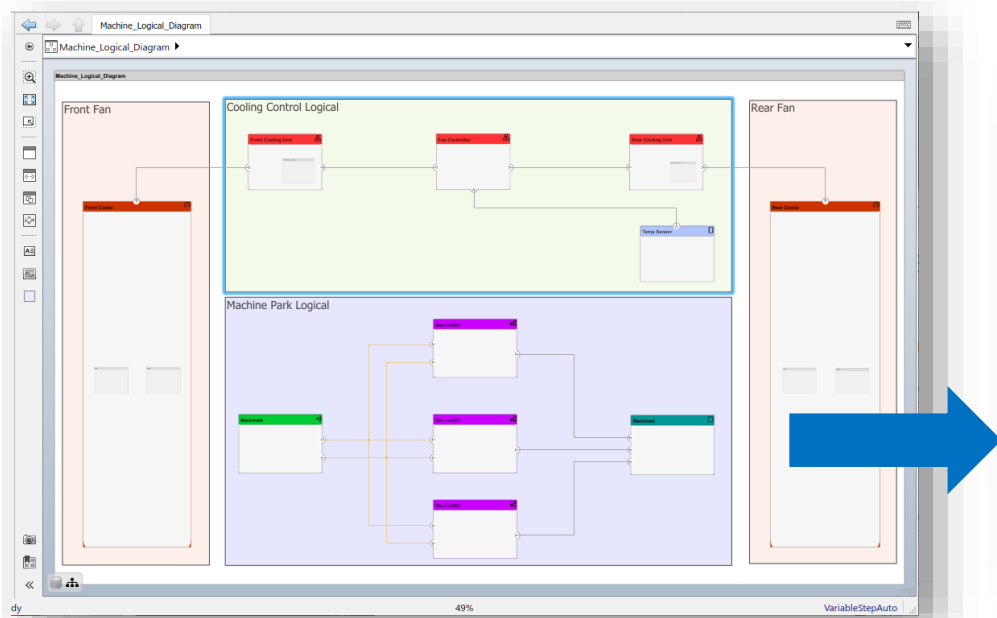 Machine_Logical_Diagram
Machine_Logical_Diagram
Machine_Logical_Diagram
Front Fan
Cooling Control Logical
Rear Fan
Front Cooling Unit
Fan Controller
Rear Cooling Unit
Front Cooler
Rear Cooler
Temp Sensor
Machine Park Logical
MachineA
MachineC
dy
49%
VariableStepAuto